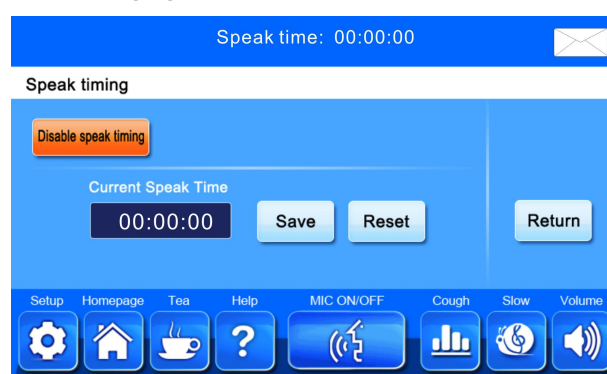 Speak time: 00:00:00
Speak timing
Disable speak timing
Current Speak Time
00:00:00
Save
Reset
Return
Setup Homepage Tea Help MIC ON/OFF Cough Slow Volume
?